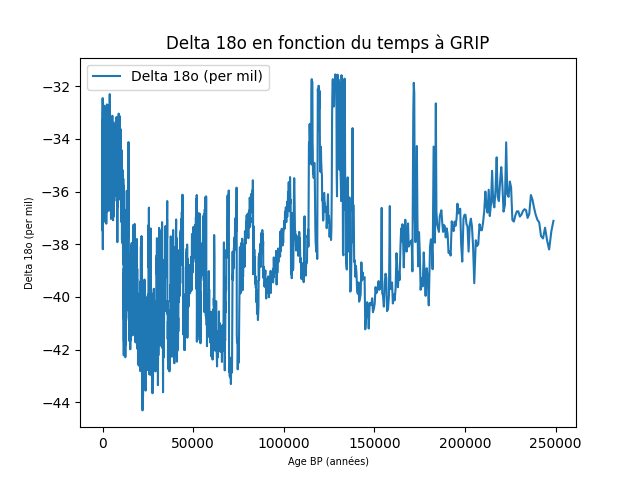 Delta 18o en fonction du temps à GRIP
Delta 18o (per mil)
Delta 18o (per mil)
−32
−34
−36
−38
−40
−42
−44
0 50000 100000 150000 200000 250000
Age BP (années)